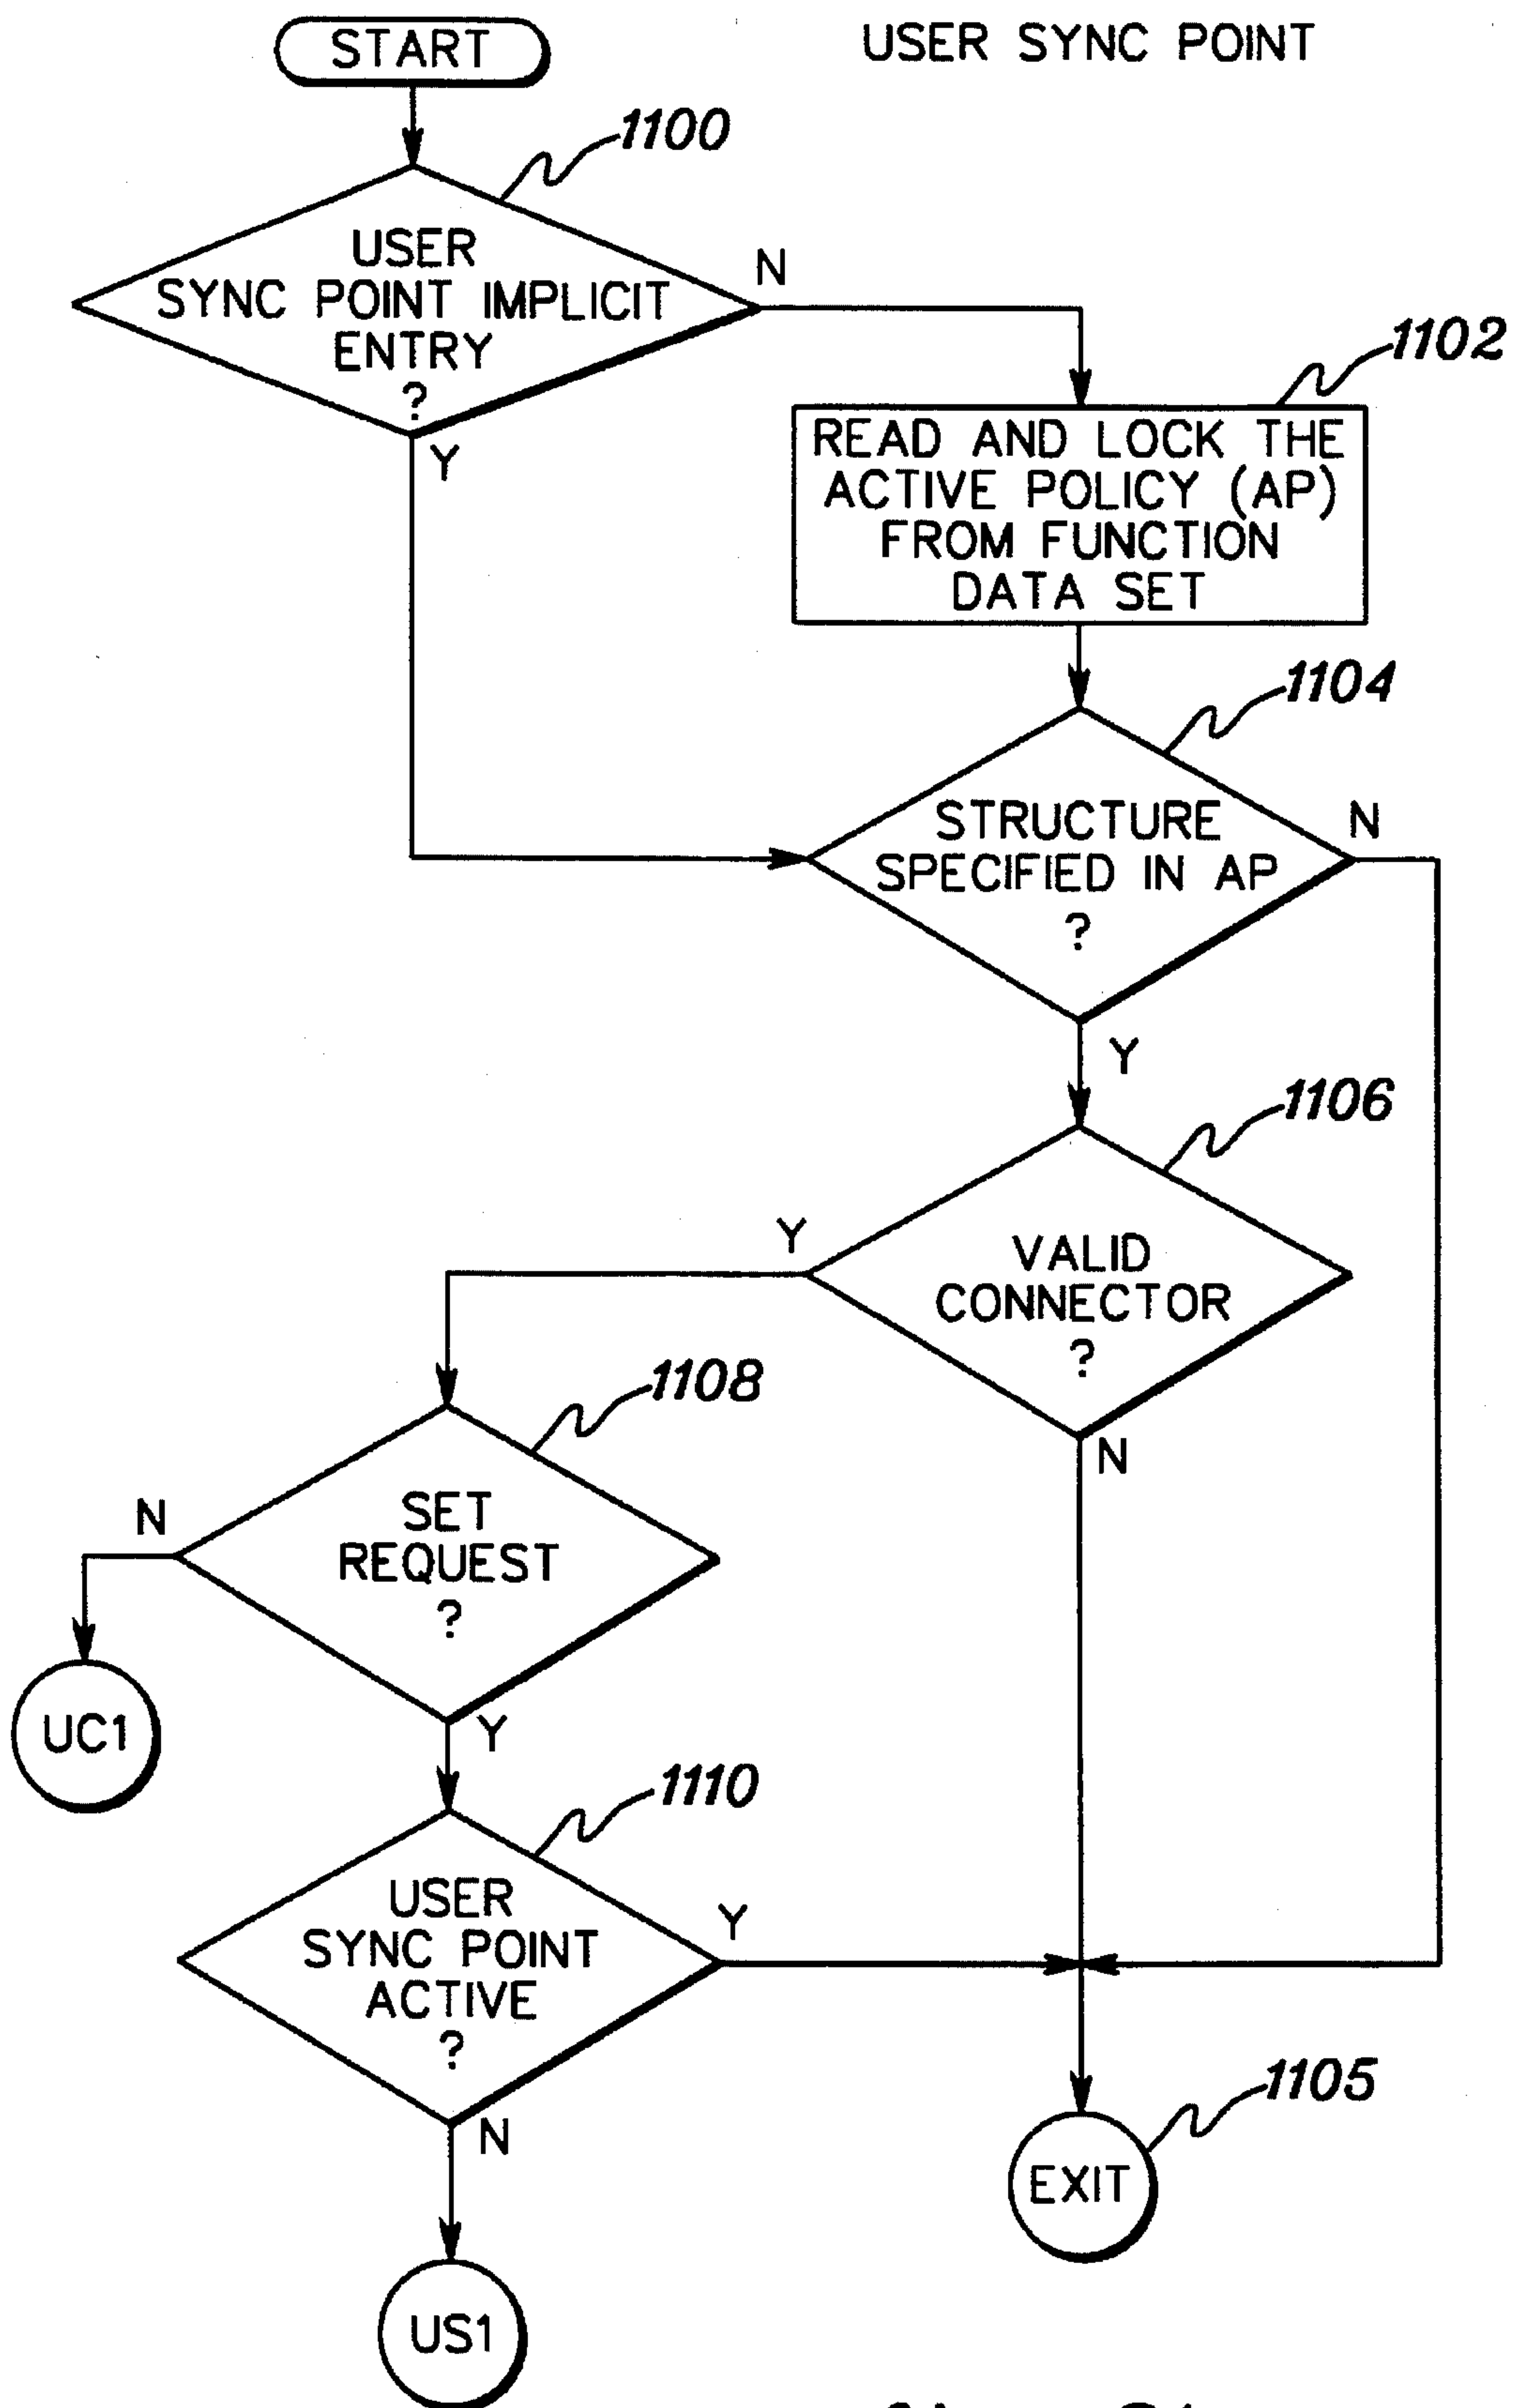 START
USER SYNC POINT
1100
USER
SYNC POINT IMPLICIT
ENTRY
?
N
Y
1102
READ AND LOCK THE
ACTIVE POLICY (AP)
FROM FUNCTION
DATA SET
1104
STRUCTURE
SPECIFIED IN AP
?
N
Y
1106
VALID
CONNECTOR
?
Y
N
1108
SET
REQUEST
?
N
Y
UC1
1110
USER
SYNC POINT
ACTIVE
?
Y
N
1105
EXIT
US1